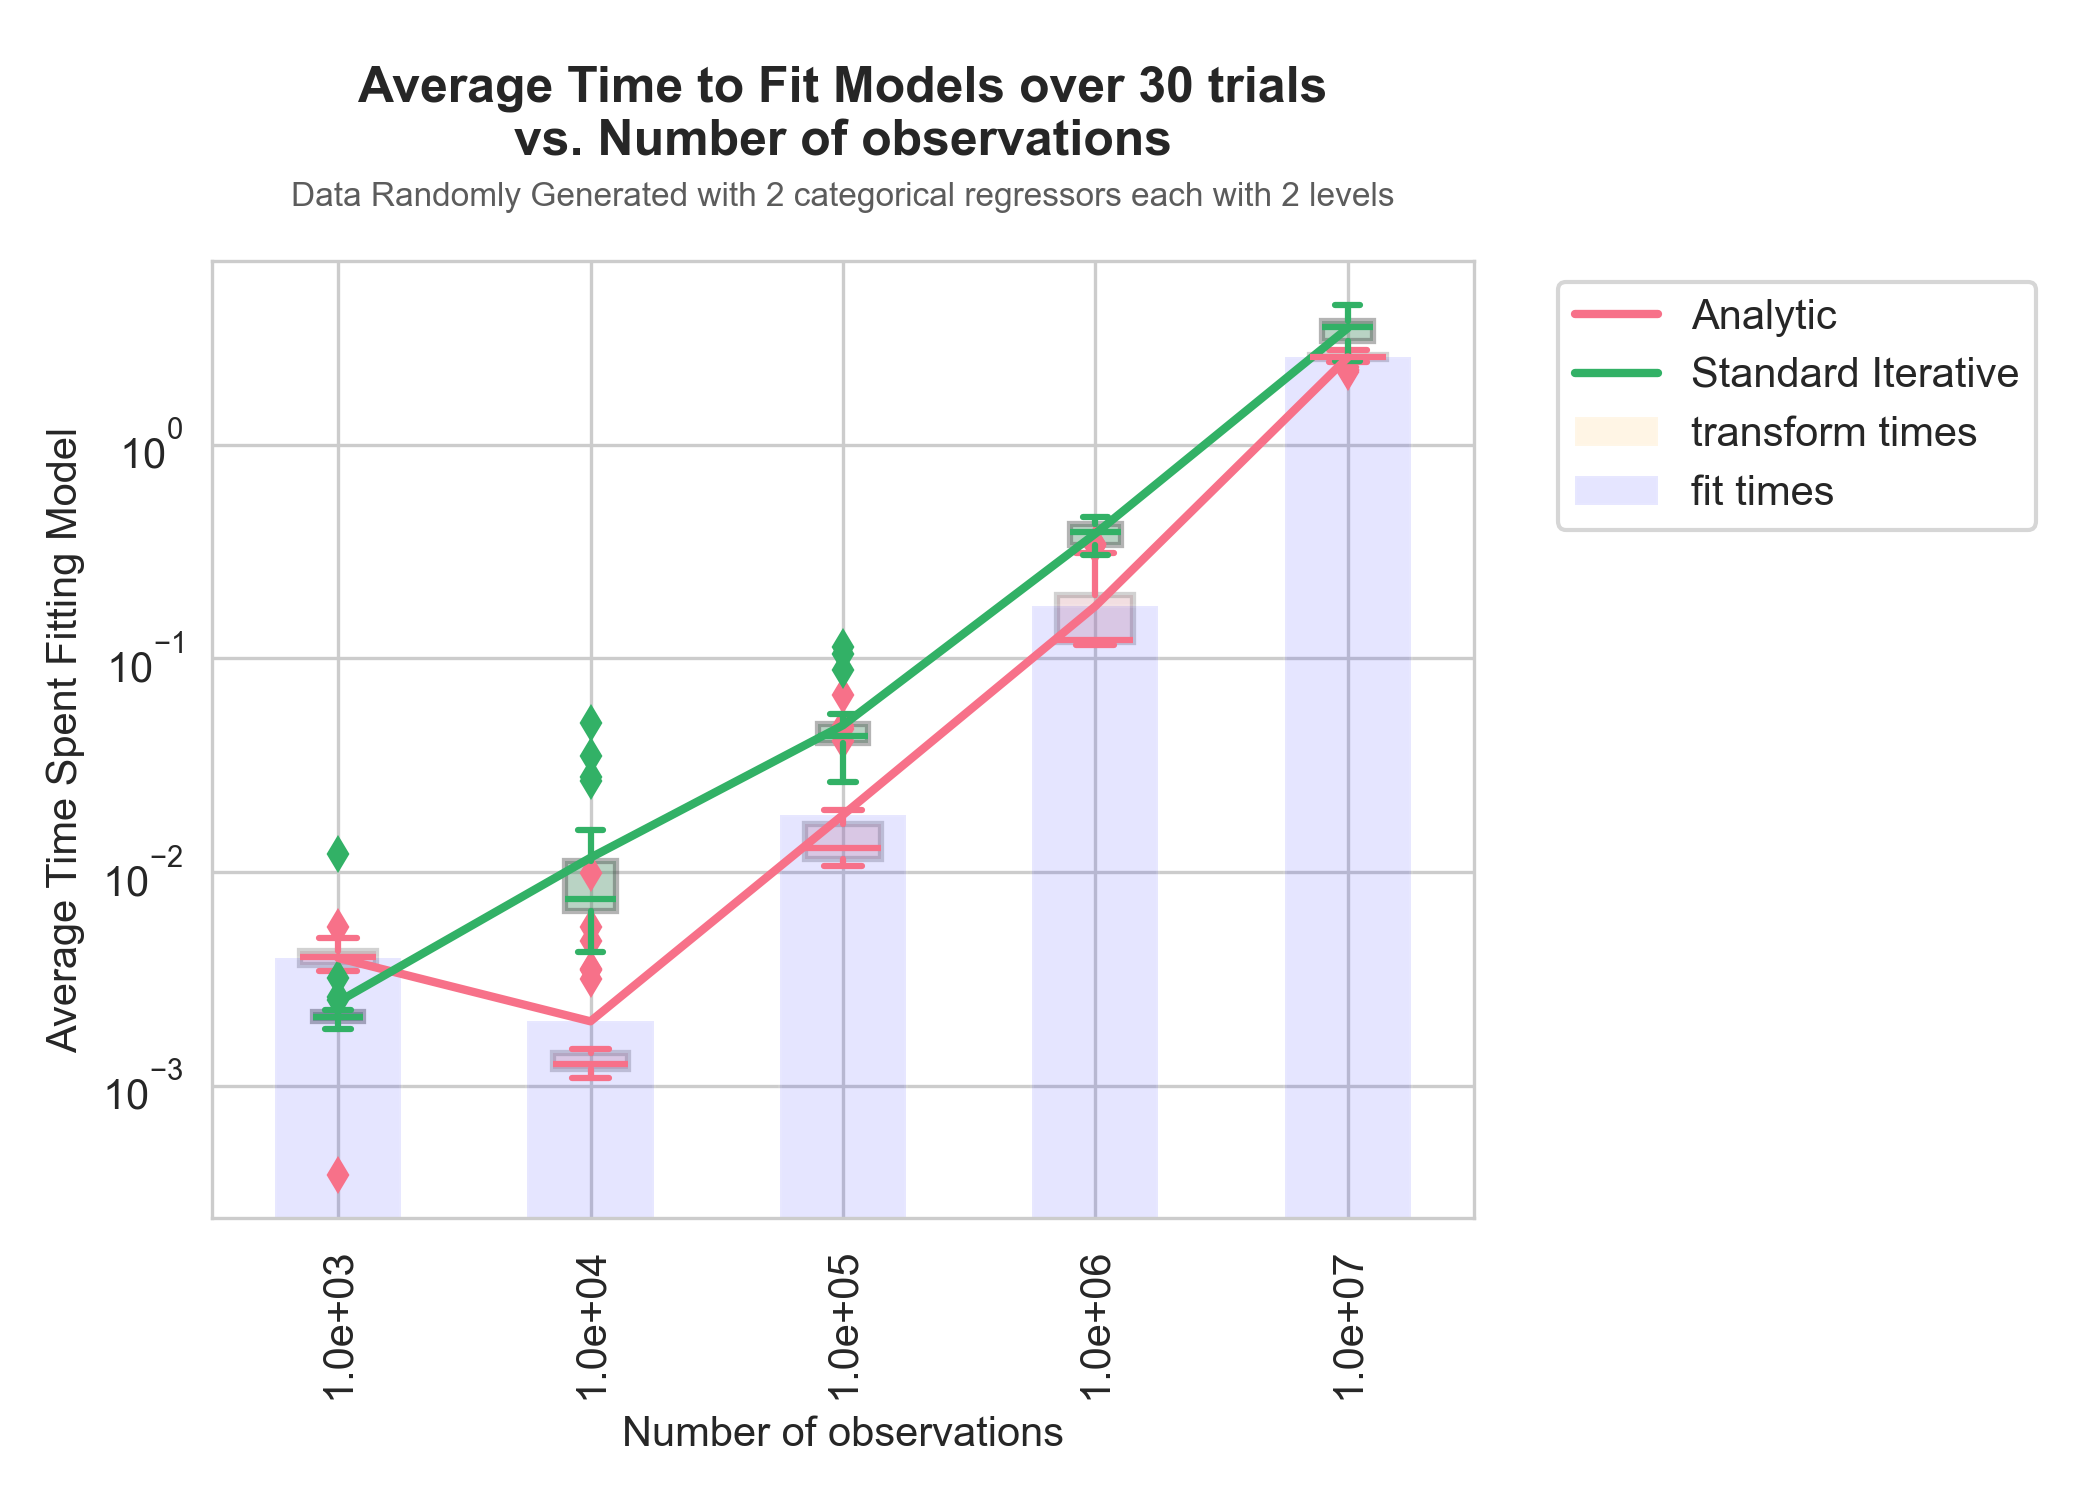 Average Time to Fit Models over 30 trials
vs. Number of observations
Data Randomly Generated with 2 categorical regressors each with 2 levels
Average Time Spent Fitting Model
10^0
10^−1
10^−2
10^−3
1.0e+03
1.0e+04
1.0e+05
1.0e+06
1.0e+07
Number of observations
Analytic
Standard Iterative
transform times
fit times